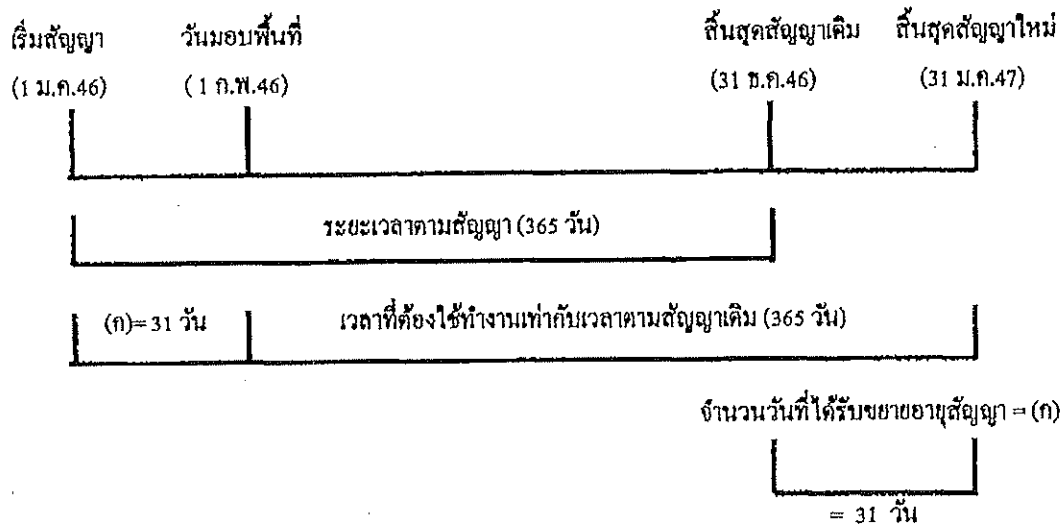 เริ่มสัญญา วันมอบพื้นที่ สิ้นสุดสัญญาเดิม สิ้นสุดสัญญาใหม่
(1 ม.ค.46) ( 1 ก.พ.46) (31 ธ.ค.46) (31 ม.ค.47)
ระยะเวลาตามสัญญา (365 วัน)
(ก)= 31 วัน เวลาที่ต้องใช้ทำงานเท่ากับเวลาตามสัญญาเดิม (365 วัน)
จำนวนวันที่ได้รับขยายอายุสัญญา = (ก)
= 31 วัน